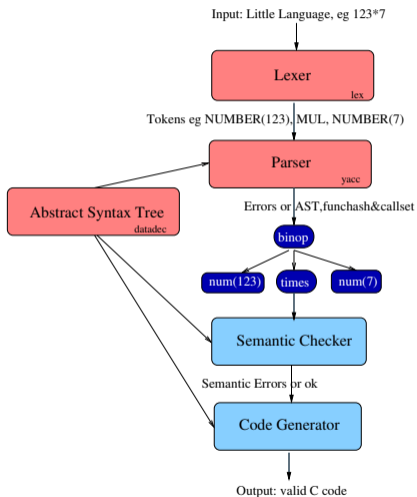 Input: Little Language, eg 123*7
Lexer
lex
Tokens eg NUMBER(123), MUL, NUMBER(7)
Parser
yacc
Abstract Syntax Tree
datadec
Errors or AST,funchash&callset
binop
num(123)
times
num(7)
Semantic Checker
Semantic Errors or ok
Code Generator
Output: valid C code